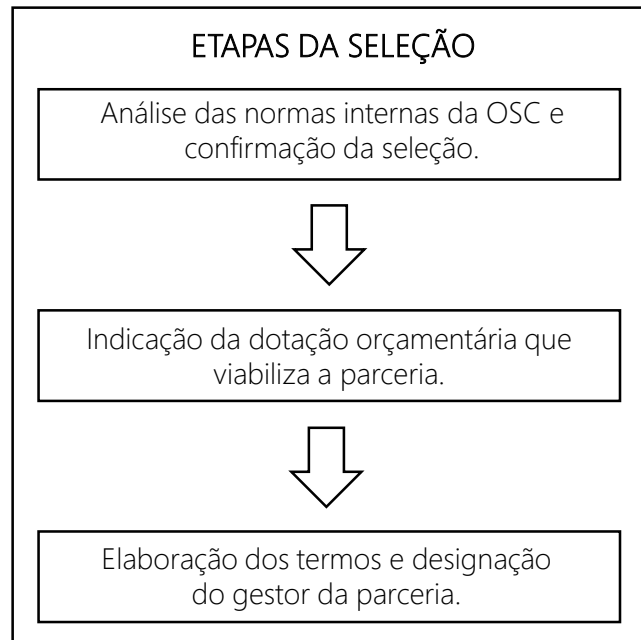 ETAPAS DA SELEÇÃO
Análise das normas internas da OSC e
confirmação da seleção.
Indicação da dotação orçamentária que
viabiliza a parceria.
Elaboração dos termos e designação
do gestor da parceria.